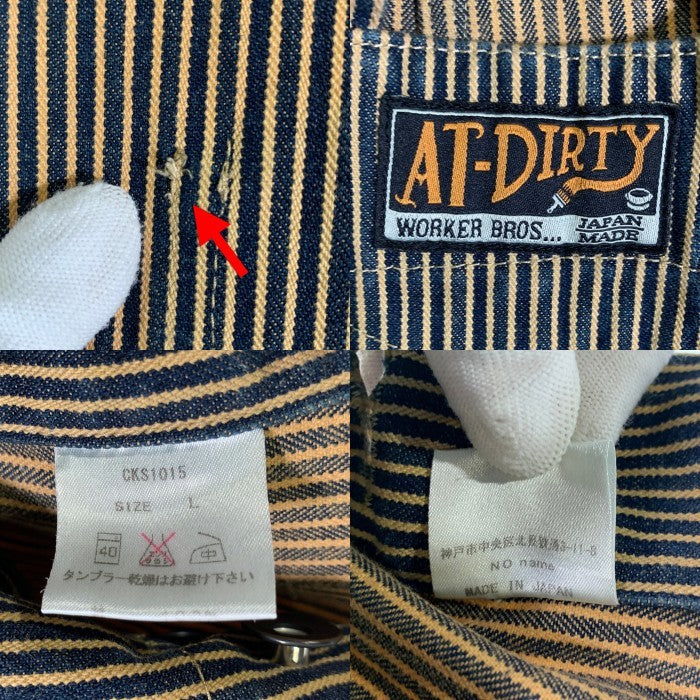 AT-DIRTY
WORKER BROS...
JAPAN
MADE
CKS1015
SIZE L
40
タンブラー乾燥はお避け下さい
神戸市中央区北長狭通3-11-8
NO name
MADE IN JAPAN